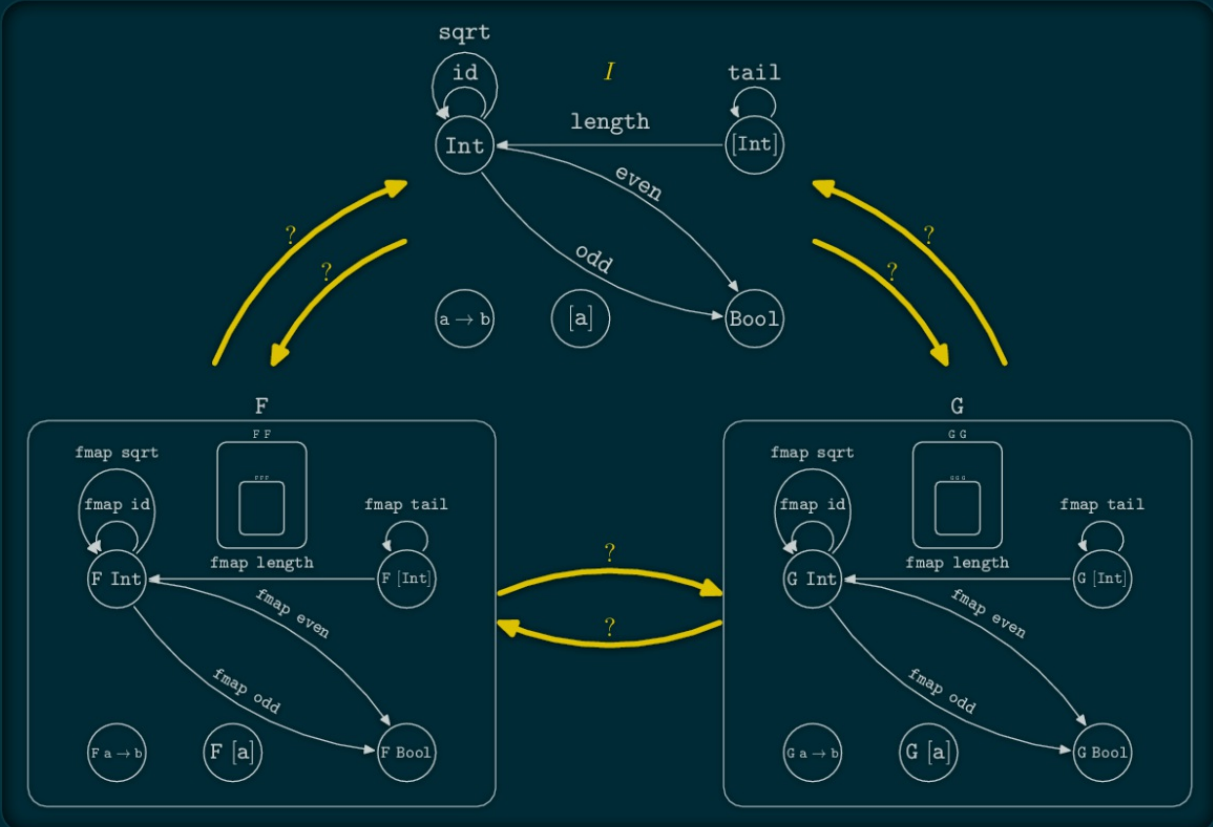 sqrt
id
I
tail
length
Int
[Int]
even
odd
?
?
?
?
a → b
[a]
Bool
F
F F
fmap sqrt
F F F
fmap id
fmap tail
fmap length
F Int
F [Int]
fmap even
fmap odd
F a → b
F [a]
F Bool
?
?
G
G G
fmap sqrt
G G G
fmap id
fmap tail
fmap length
G Int
G [Int]
fmap even
fmap odd
G a → b
G [a]
G Bool